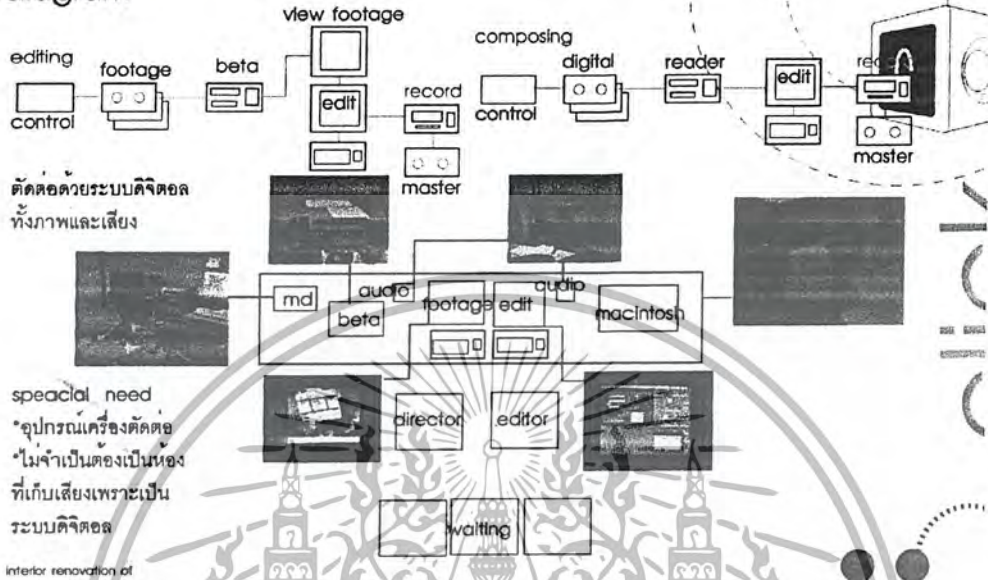 view footage
editing
footage
beta
edit
record
control
master
composing
digital
reader
edit
control
master
ตัดต่อด้วยระบบดิจิตอล
ทั้งภาพและเสียง
md
audio
beta
footage
edit
audio
macintosh
speacial need
*อุปกรณ์เครื่องตัดต่อ
*ไม่จำเป็นต้องเป็นห้อง
ที่เก็บเสียงเพราะเป็น
ระบบดิจิตอล
director
editor
waiting
interior renovation of